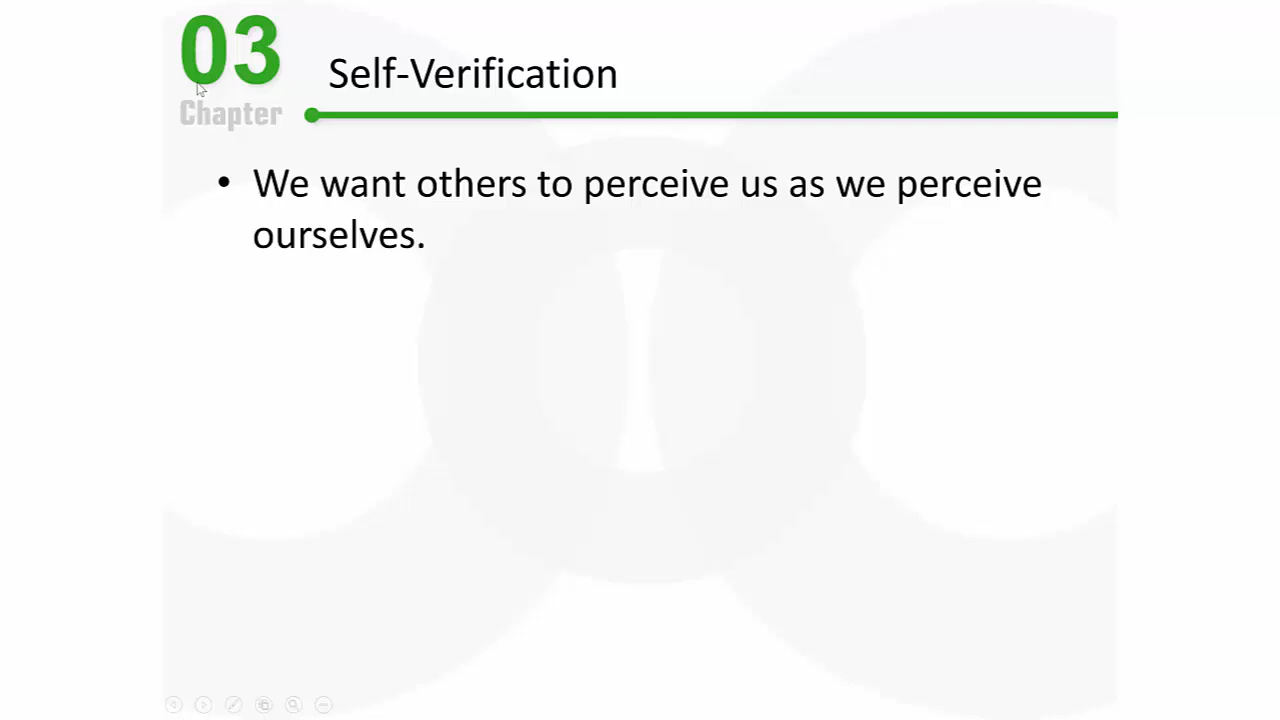 03
Chapter
Self-Verification
• We want others to perceive us as we perceive
ourselves.